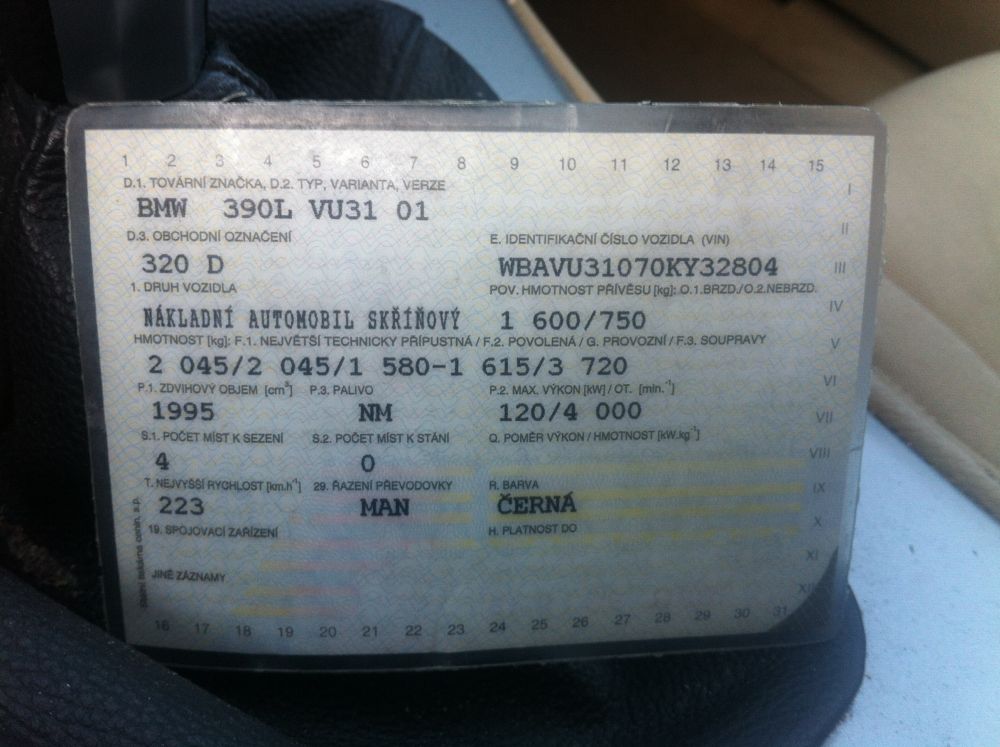 1 2 3 4 5 6 7 8 9 10 11 12 13 14 15
D.1. TOVÁRNÍ ZNAČKA, D.2. TYP, VARIANTA, VERZE
I
BMW 390L VU31 01
II
D.3. OBCHODNÍ OZNAČENÍ E. IDENTIFIKAČNÍ ČÍSLO VOZIDLA (VIN)
320 D WBAVU31070KY32804 III
1. DRUH VOZIDLA POV. HMOTNOST PŘÍVĚSU [kg]: O.1.BRZD./O.2.NEBRZD.
IV
NÁKLADNÍ AUTOMOBIL SKŘÍŇOVÝ 1 600/750
HMOTNOST [kg]: F.1. NEJVĚTŠÍ TECHNICKY PŘÍPUSTNÁ / F.2. POVOLENÁ / G. PROVOZNÍ / F.3. SOUPRAVY V
2 045/2 045/1 580-1 615/3 720
VI
P.1. ZDVIHOVÝ OBJEM [cm³] P.3. PALIVO P.2. MAX. VÝKON [kW] / OT. [min.⁻¹]
1995 NM 120/4 000 VII
S.1. POČET MÍST K SEZENÍ S.2. POČET MÍST K STÁNÍ Q. POMĚR VÝKON / HMOTNOST [kW.kg⁻¹]
VIII
4 0
T. NEJVYŠŠÍ RYCHLOST [km.h⁻¹] 29. ŘAZENÍ PŘEVODOVKY R. BARVA IX
223 MAN ČERNÁ
X
19. SPOJOVACÍ ZAŘÍZENÍ H. PLATNOST DO
XI
JINÉ ZÁZNAMY
XII
16 17 18 19 20 21 22 23 24 25 26 27 28 29 30 31